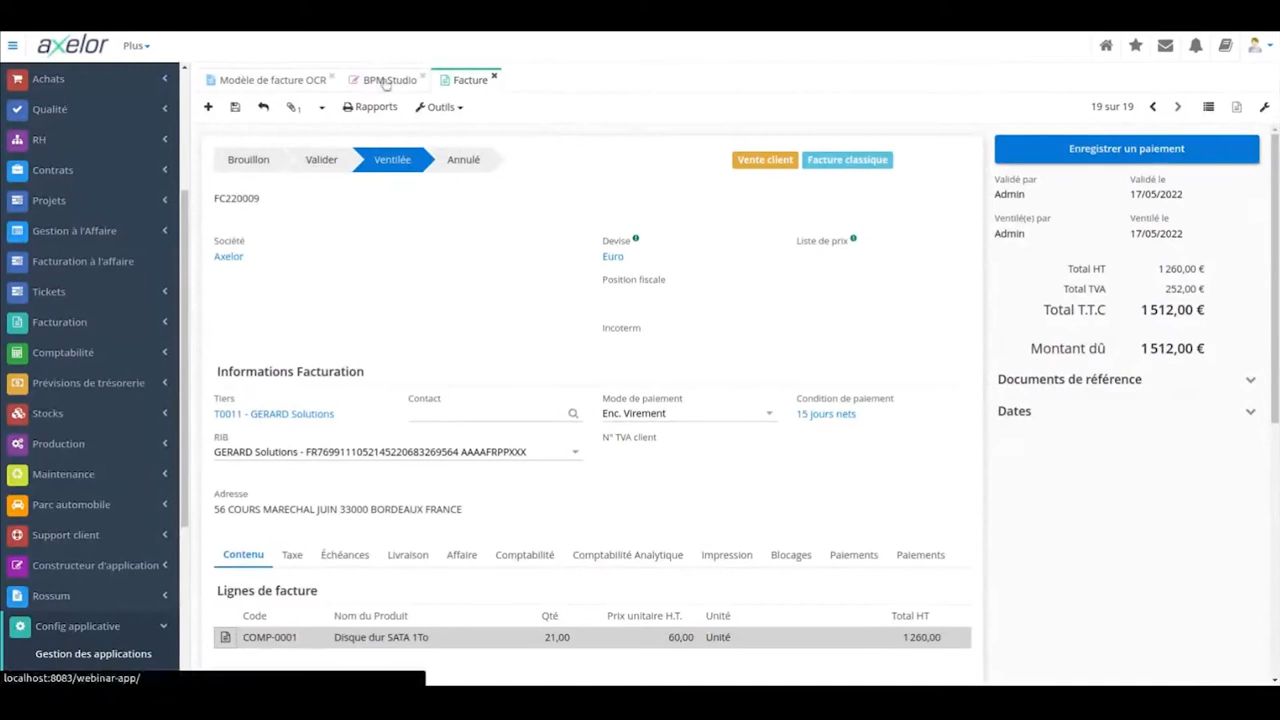 axelor Plus
Modèle de facture OCR BPM Studio Facture
Rapports Outils 19 sur 19
Achats
Qualité
RH
Contrats
Projets
Gestion à l'Affaire
Facturation à l'affaire
Tickets
Facturation
Comptabilité
Prévisions de trésorerie
Stocks
Production
Maintenance
Parc automobile
Support client
Constructeur d'application
Rossum
Config applicative
Gestion des applications
localhost:8083/webinar-app/
Brouillon Valider Ventilée Annulé Vente client Facture classique
FC220009
Société Devise Liste de prix
Axelor Euro
Position fiscale
Incoterm
Informations Facturation
Tiers Contact Mode de paiement Condition de paiement
T0011 - GERARD Solutions Enc. Virement 15 jours nets
RIB N° TVA client
GERARD Solutions - FR7699111052145220683269564 AAAAFRPPXXX
Adresse
56 COURS MARECHAL JUIN 33000 BORDEAUX FRANCE
Contenu Taxe Échéances Livraison Affaire Comptabilité Comptabilité Analytique Impression Blocages Paiements Paiements
Lignes de facture
Code Nom du Produit Qté Prix unitaire H.T. Unité Total HT
COMP-0001 Disque dur SATA 1To 21,00 60,00 Unité 1 260,00
Enregistrer un paiement
Validé par Validé le
Admin 17/05/2022
Ventilé(e) par Ventilé le
Admin 17/05/2022
Total HT 1 260,00 €
Total TVA 252,00 €
Total T.T.C 1 512,00 €
Montant dû 1 512,00 €
Documents de référence
Dates